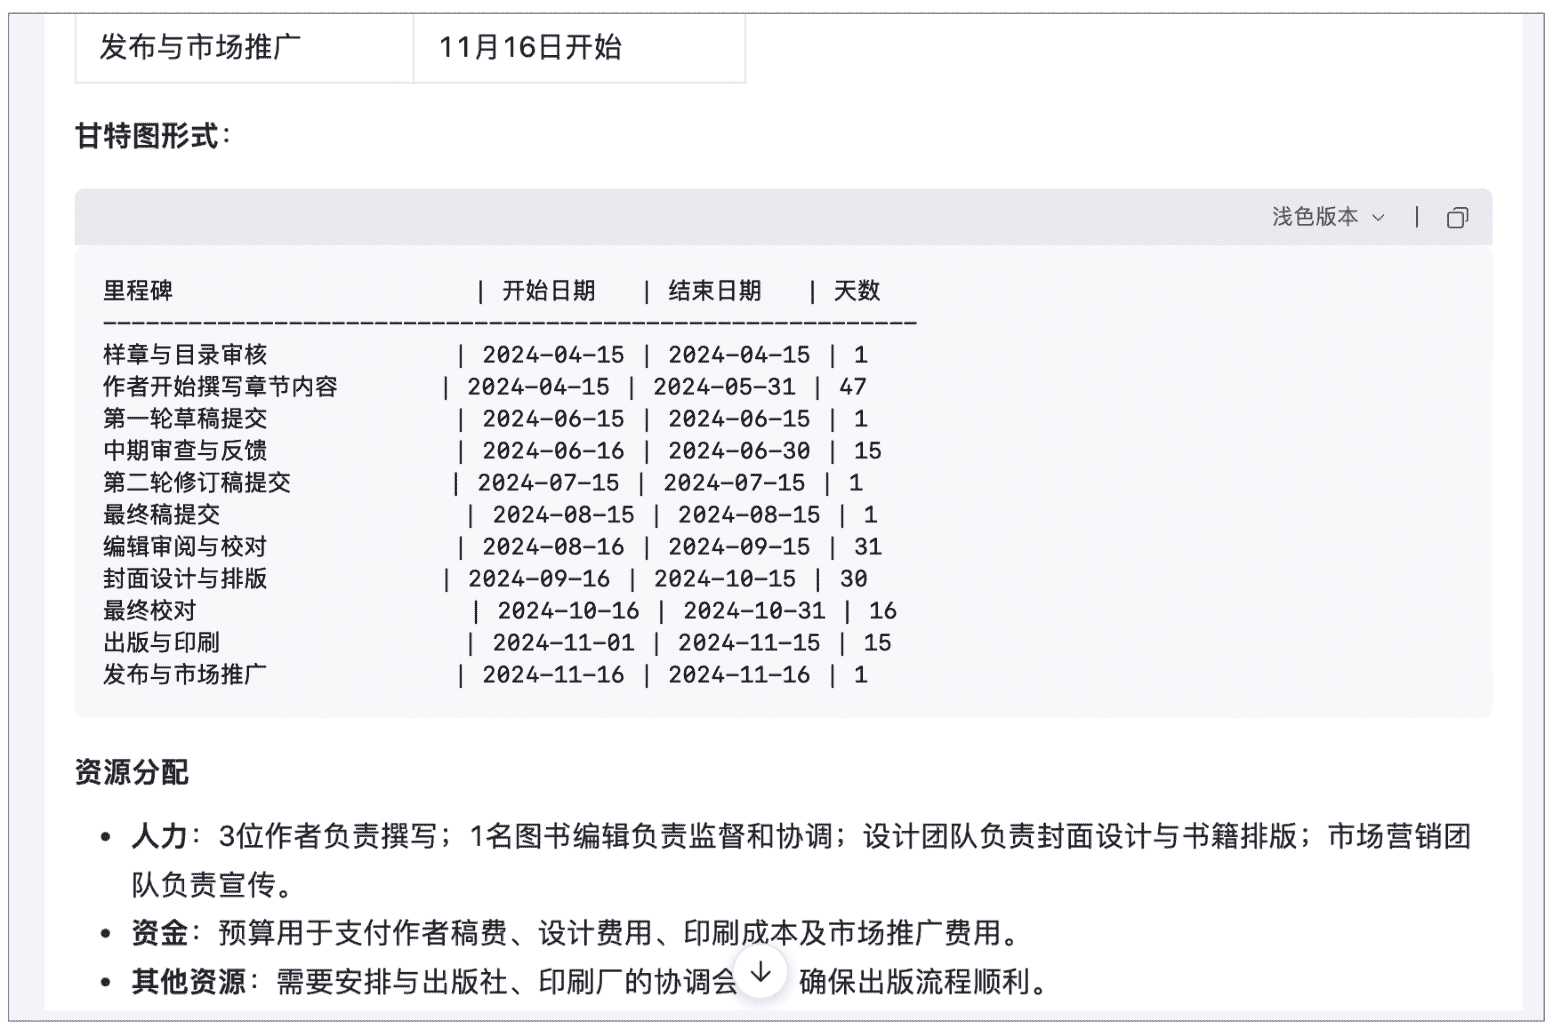 发布与市场推广 11月16日开始
甘特图形式：
浅色版本
里程碑 | 开始日期 | 结束日期 | 天数
---------------------------------------------------------
样章与目录审核 | 2024-04-15 | 2024-04-15 | 1
作者开始撰写章节内容 | 2024-04-15 | 2024-05-31 | 47
第一轮草稿提交 | 2024-06-15 | 2024-06-15 | 1
中期审查与反馈 | 2024-06-16 | 2024-06-30 | 15
第二轮修订稿提交 | 2024-07-15 | 2024-07-15 | 1
最终稿提交 | 2024-08-15 | 2024-08-15 | 1
编辑审阅与校对 | 2024-08-16 | 2024-09-15 | 31
封面设计与排版 | 2024-09-16 | 2024-10-15 | 30
最终校对 | 2024-10-16 | 2024-10-31 | 16
出版与印刷 | 2024-11-01 | 2024-11-15 | 15
发布与市场推广 | 2024-11-16 | 2024-11-16 | 1
资源分配
• 人力：3位作者负责撰写；1名图书编辑负责监督和协调；设计团队负责封面设计与书籍排版；市场营销团
队负责宣传。
• 资金：预算用于支付作者稿费、设计费用、印刷成本及市场推广费用。
• 其他资源：需要安排与出版社、印刷厂的协调会 确保出版流程顺利。